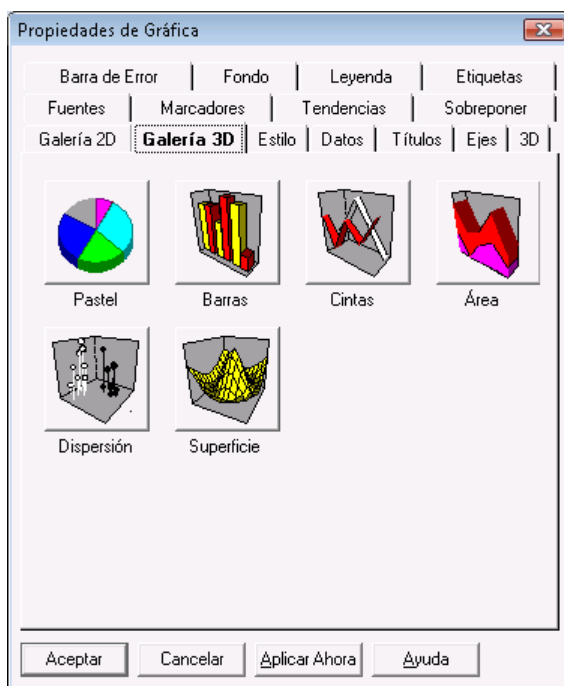 Propiedades de Gráfica
Barra de Error Fondo Leyenda Etiquetas
Fuentes Marcadores Tendencias Sobreponer
Galería 2D Galería 3D Estilo Datos Títulos Ejes 3D
Pastel Barras Cintas Área
Dispersión Superficie
Aceptar Cancelar Aplicar Ahora Ayuda